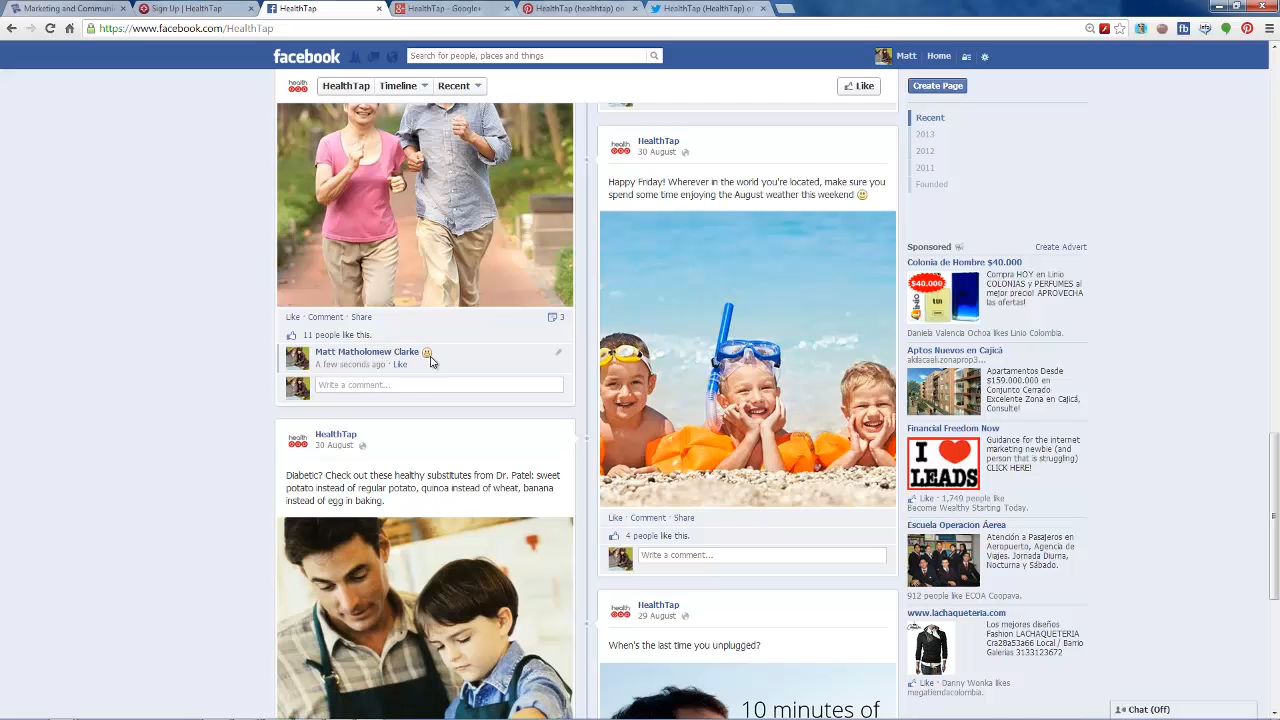 Marketing and Communi
Sign Up | HealthTap
HealthTap
HealthTap - Google+
HealthTap (healthtap) on
HealthTap (HealthTap) on
https://www.facebook.com/HealthTap
facebook
Search for people, places and things
Matt
Home
health
HealthTap
Timeline
Recent
Like
Create Page
Recent
2013
2012
2011
Founded
Like · Comment · Share
3
11 people like this.
Matt Matholomew Clarke
A few seconds ago · Like
Write a comment...
HealthTap
30 August
Diabetic? Check out these healthy substitutes from Dr. Patel: sweet
potato instead of regular potato, quinoa instead of wheat, banana
instead of egg in baking.
HealthTap
30 August
Happy Friday! Wherever in the world you're located, make sure you
spend some time enjoying the August weather this weekend
Like · Comment · Share
4 people like this.
Write a comment...
HealthTap
29 August
When's the last time you unplugged?
10 minutes of
Sponsored
Create Advert
Colonia de Hombre $40.000
$40.000
Compra HOY en Linio
COLONIAS y PERFUMES al
mejor precio! APROVECHA
las ofertas!
Daniela Valencia Ochoa likes Linio Colombia.
Aptos Nuevos en Cajicá
akilacaeli.zonaprop3...
Apartamentos Desde
$159.000.000 en
Conjunto Cerrado
Excelente Zona en Cajicá,
Consulte!
Financial Freedom Now
I
LEADS
Guidance for the internet
marketing newbie (and
person that is struggling)
CLICK HERE!
Like · 1,749 people like
Become Wealthy Starting Today.
Escuela Operacion Áerea
Atención a Pasajeros en
Aeropuerto, Agencia de
Viajes. Jornada Diurna,
Nocturna y Sábado.
912 people like ECOA Coopava.
www.lachaqueteria.com
Los mejores diseños
Fashion LACHAQUETERIA
Cra28a53a66 Local / Barrio
Galerias 3133123672
Like · Danny Wonka likes
megatiendacolombia.
Chat (Off)